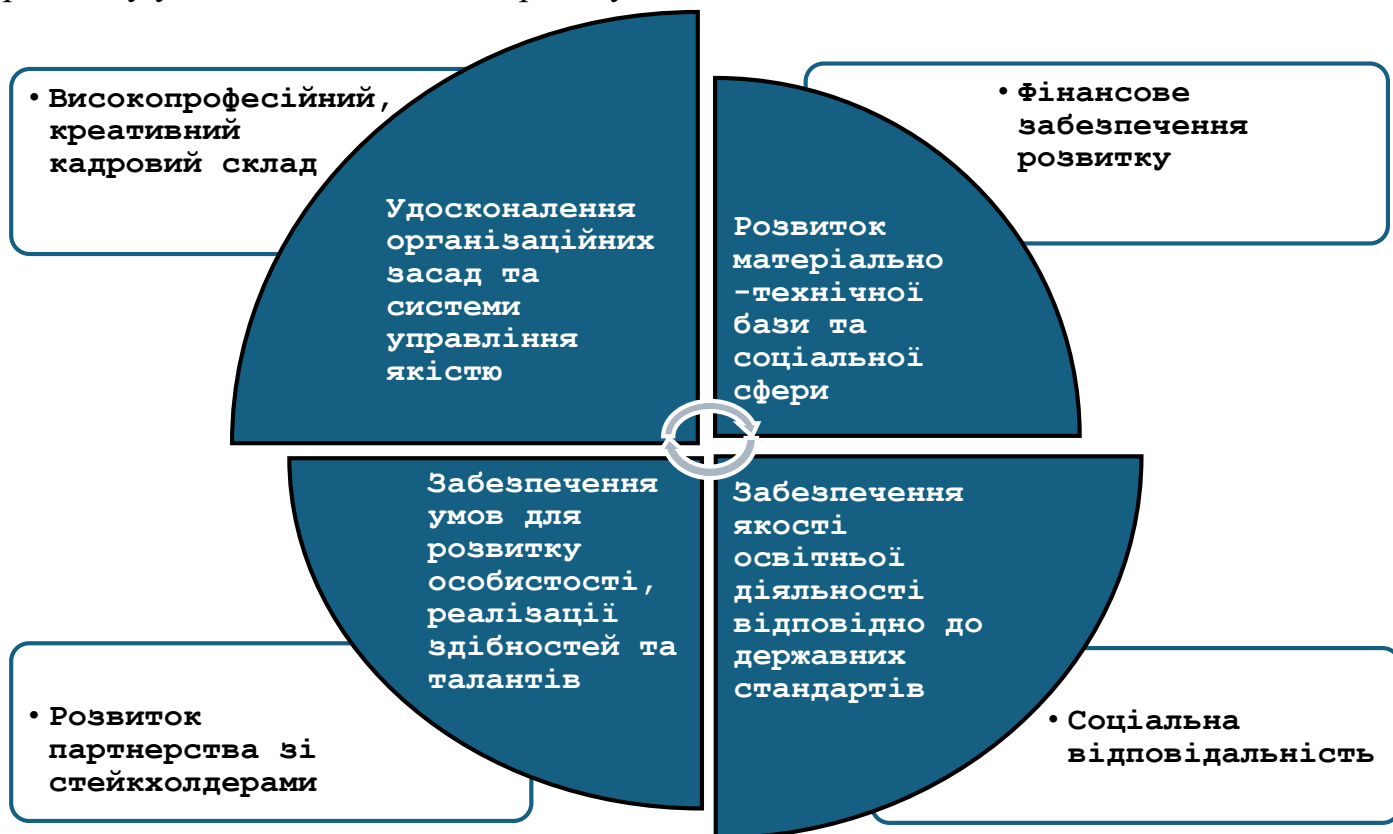 • Високопрофесійний,
креативний
кадровий склад
• Фінансове
забезпечення
розвитку
Удосконалення
організаційних
засад та
системи
управління
якістю
Розвиток
матеріально
-технічної
бази та
соціальної
сфери
Забезпечення
умов для
розвитку
особистості,
реалізації
здібностей та
талантів
Забезпечення
якості
освітньої
діяльності
відповідно до
державних
стандартів
• Розвиток
партнерства зі
стейкхолдерами
• Соціальна
відповідальність